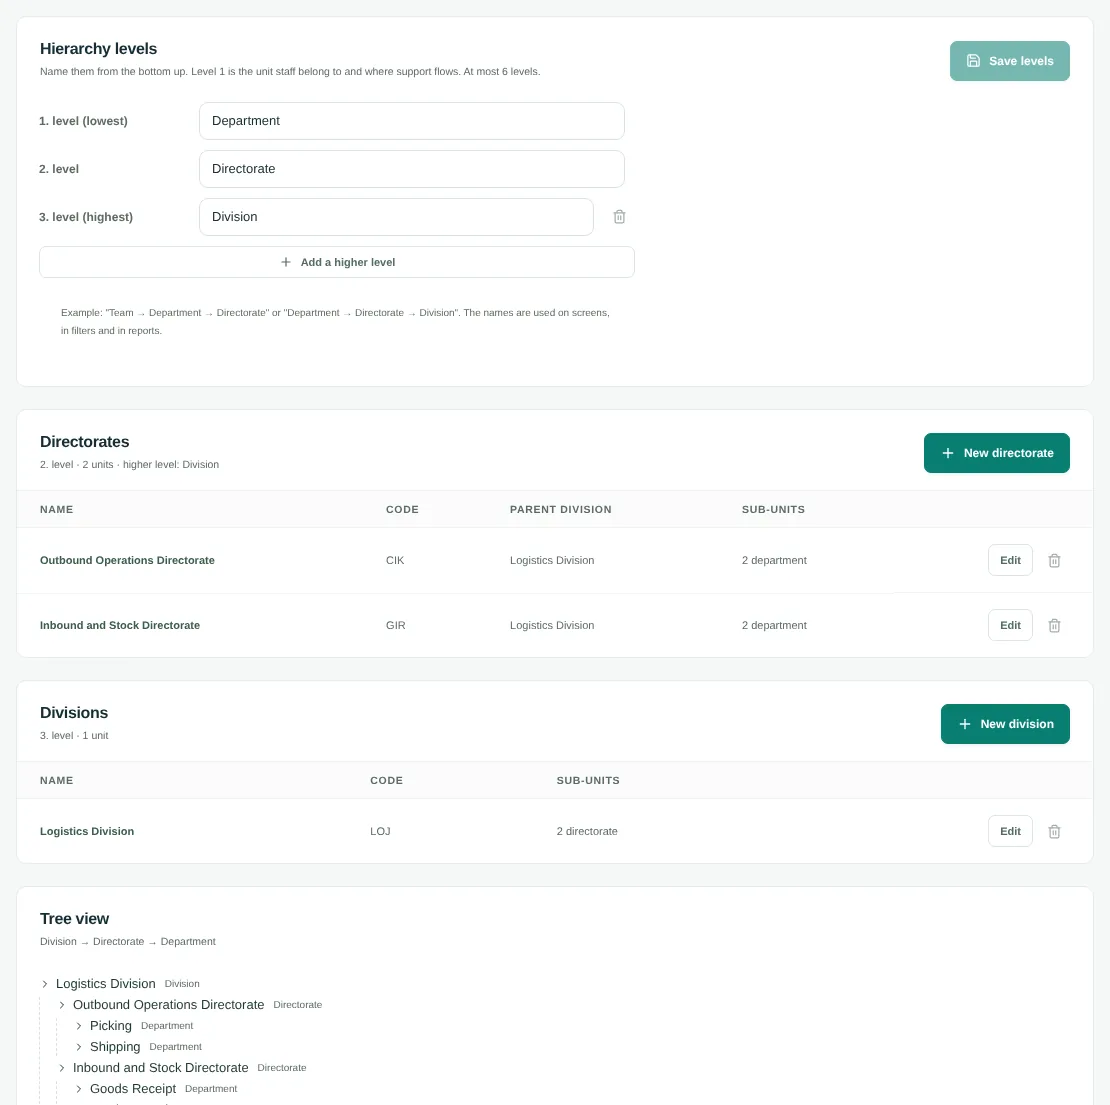 Hierarchy levels
Name them from the bottom up. Level 1 is the unit staff belong to and where support flows. At most 6 levels.
Save levels
1. level (lowest)
Department
2. level
Directorate
3. level (highest)
Division
Add a higher level
Example: "Team → Department → Directorate" or "Department → Directorate → Division". The names are used on screens,
in filters and in reports.
Directorates
2. level · 2 units · higher level: Division
New directorate
NAME CODE PARENT DIVISION SUB-UNITS
Outbound Operations Directorate CIK Logistics Division 2 department Edit
Inbound and Stock Directorate GIR Logistics Division 2 department Edit
Divisions
3. level · 1 unit
New division
NAME CODE SUB-UNITS
Logistics Division LOJ 2 directorate Edit
Tree view
Division → Directorate → Department
Logistics Division Division
Outbound Operations Directorate Directorate
Picking Department
Shipping Department
Inbound and Stock Directorate Directorate
Goods Receipt Department